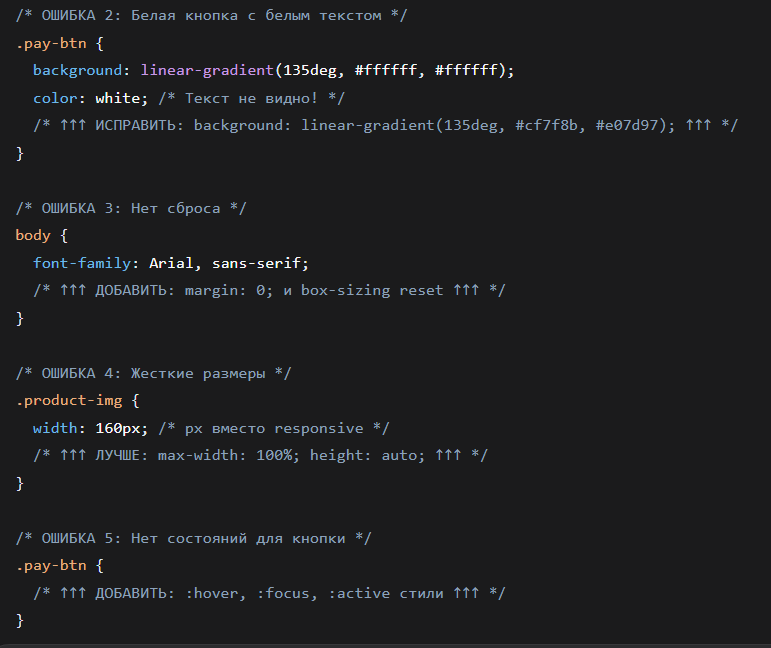 /* ОШИБКА 2: Белая кнопка с белым текстом */
.pay-btn {
  background: linear-gradient(135deg, #ffffff, #ffffff);
  color: white; /* Текст не видно! */
  /* ↑↑↑ ИСПРАВИТЬ: background: linear-gradient(135deg, #cf7f8b, #e07d97); ↑↑↑ */
}

/* ОШИБКА 3: Нет сброса */
body {
  font-family: Arial, sans-serif;
  /* ↑↑↑ ДОБАВИТЬ: margin: 0; и box-sizing reset ↑↑↑ */
}

/* ОШИБКА 4: Жесткие размеры */
.product-img {
  width: 160px; /* px вместо responsive */
  /* ↑↑↑ ЛУЧШЕ: max-width: 100%; height: auto; ↑↑↑ */
}

/* ОШИБКА 5: Нет состояний для кнопки */
.pay-btn {
  /* ↑↑↑ ДОБАВИТЬ: :hover, :focus, :active стили ↑↑↑ */
}